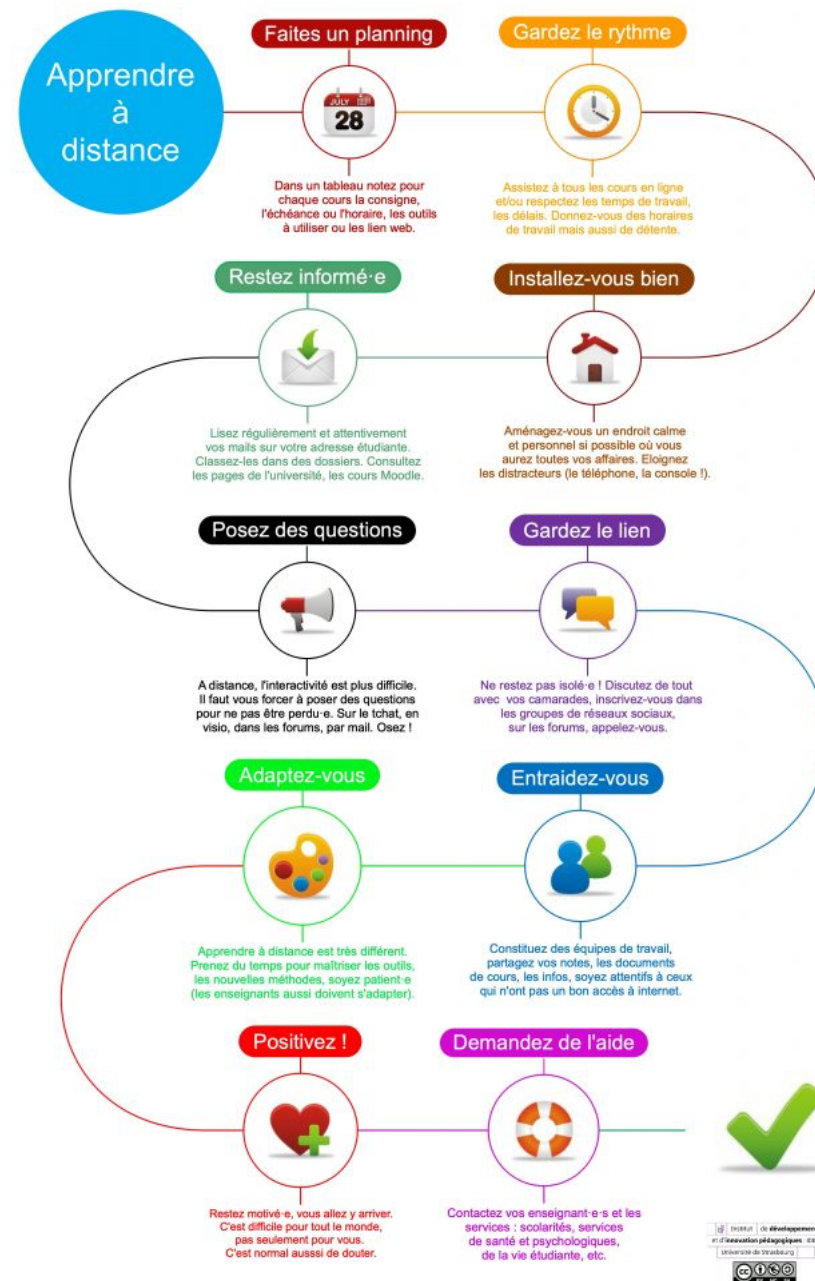 Apprendre
à
distance
Faites un planning
JULY
28
Dans un tableau notez pour
chaque cours la consigne,
l'échéance ou l'horaire, les outils
à utiliser ou les lien web.
Gardez le rythme
Assistez à tous les cours en ligne
et/ou respectez les temps de travail,
les délais. Donnez-vous des horaires
de travail mais aussi de détente.
Installez-vous bien
Aménagez-vous un endroit calme
et personnel si possible où vous
aurez toutes vos affaires. Eloignez
les distracteurs (le téléphone, la console !).
Restez informé·e
Lisez régulièrement et attentivement
vos mails sur votre adresse étudiante.
Classez-les dans des dossiers. Consultez
les pages de l'université, les cours Moodle.
Posez des questions
A distance, l'interactivité est plus difficile.
Il faut vous forcer à poser des questions
pour ne pas être perdu·e. Sur le tchat, en
visio, dans les forums, par mail. Osez !
Gardez le lien
Ne restez pas isolé·e ! Discutez de tout
avec vos camarades, inscrivez-vous dans
les groupes de réseaux sociaux,
sur les forums, appelez-vous.
Entraidez-vous
Constituez des équipes de travail,
partagez vos notes, les documents
de cours, les infos, soyez attentifs à ceux
qui n'ont pas un bon accès à internet.
Adaptez-vous
Apprendre à distance est très différent.
Prenez du temps pour maîtriser les outils,
les nouvelles méthodes, soyez patient·e
(les enseignants aussi doivent s'adapter).
Positivez !
Restez motivé·e, vous allez y arriver.
C'est difficile pour tout le monde,
pas seulement pour vous.
C'est normal ausssi de douter.
Demandez de l'aide
Contactez vos enseignant·e·s et les
services : scolarités, services
de santé et psychologiques,
de la vie étudiante, etc.
Institut de développemen
et d'innovation pédagogiques
Université de Strasbourg
cc